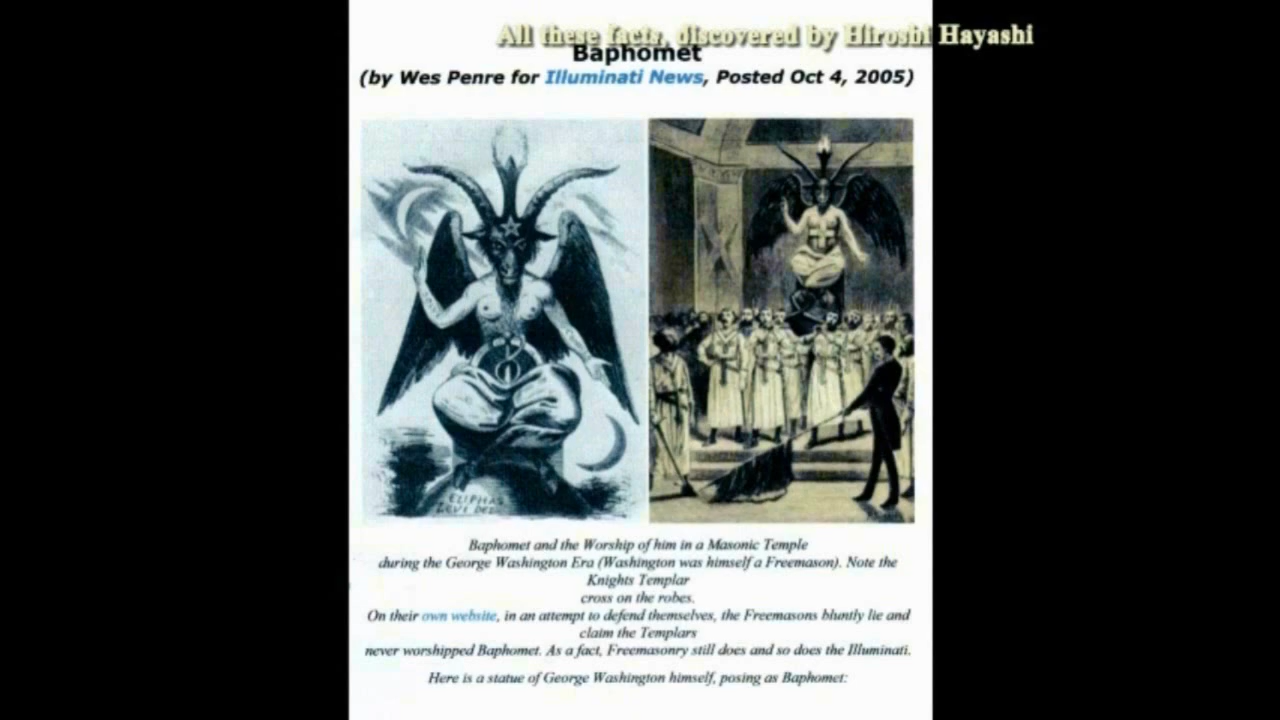 All these facts, discovered by Hiroshi Hayashi
Baphomet
(by Wes Penre for Illuminati News, Posted Oct 4, 2005)
ELIPHAS
LEVI DEL
Baphomet and the Worship of him in a Masonic Temple
during the George Washington Era (Washington was himself a Freemason). Note the
Knights Templar
cross on the robes.
On their own website, in an attempt to defend themselves, the Freemasons bluntly lie and
claim the Templars
never worshipped Baphomet. As a fact, Freemasonry still does and so does the Illuminati.
Here is a statue of George Washington himself, posing as Baphomet: